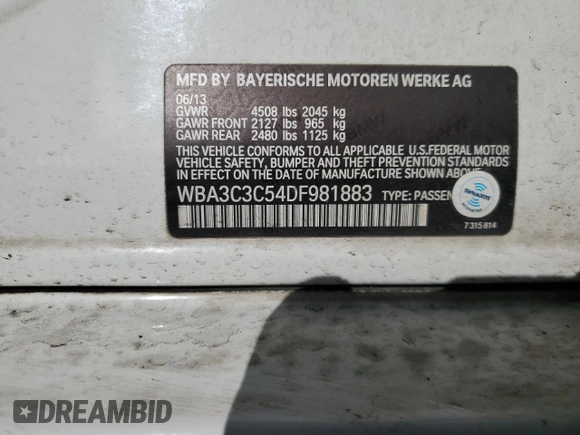 MFD BY BAYERISCHE MOTOREN WERKE AG
06/13
GVWR 4508 lbs 2045 kg
GAWR FRONT 2127 lbs 965 kg
GAWR REAR 2480 lbs 1125 kg
THIS VEHICLE CONFORMS TO ALL APPLICABLE U.S.FEDERAL MOTOR
VEHICLE SAFETY, BUMPER AND THEFT PREVENTION STANDARDS
IN EFFECT ON THE DATE OF MANUFACTURE SHOWN ABOVE.
WBA3C3C54DF981883 TYPE: PASSEN
7 315 814
DREAMBID